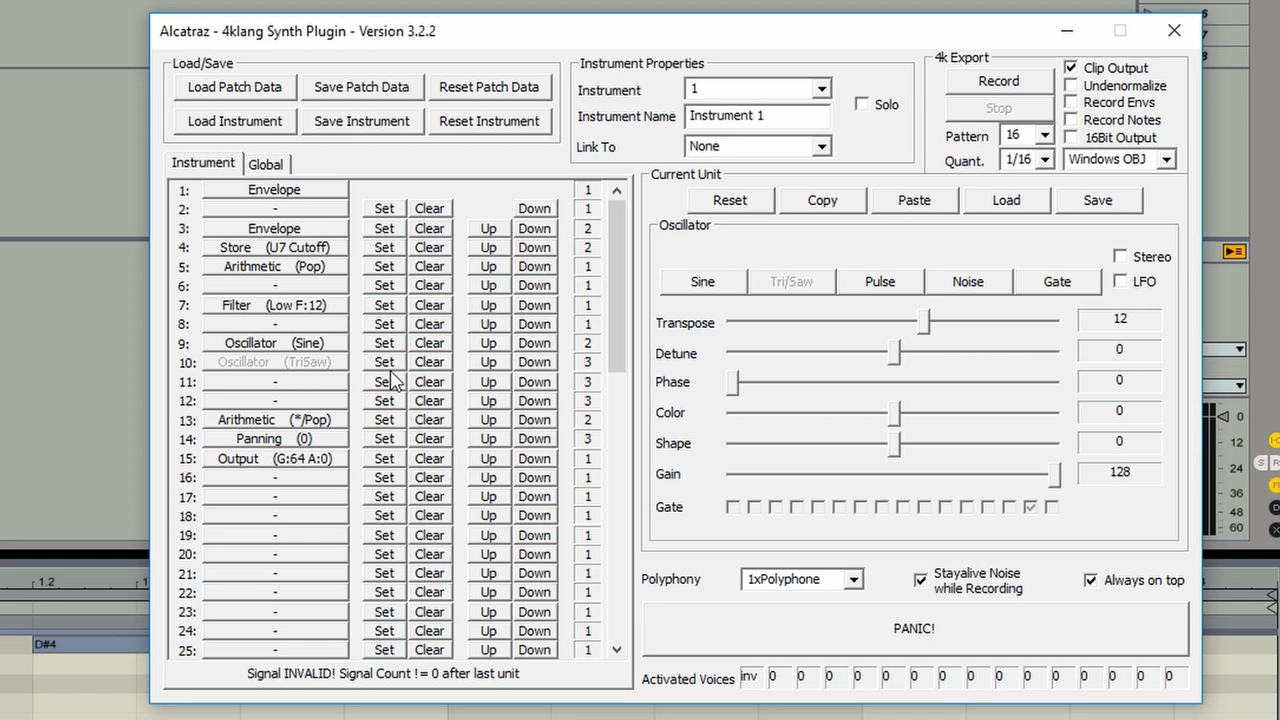 Alcatraz - 4klang Synth Plugin - Version 3.2.2
Load/Save
Load Patch Data Save Patch Data Reset Patch Data
Load Instrument Save Instrument Reset Instrument
Instrument Properties
Instrument 1
Instrument Name Instrument 1
Link To None
Solo
4k Export
Record
Stop
Pattern 16
Quant. 1/16
Clip Output
Undenormalize
Record Envs
Record Notes
16Bit Output
Windows OBJ
Instrument Global
1: Envelope 1
2: - Set Clear Down 1
3: Envelope Set Clear Up Down 2
4: Store (U7 Cutoff) Set Clear Up Down 2
5: Arithmetic (Pop) Set Clear Up Down 1
6: - Set Clear Up Down 1
7: Filter (Low F:12) Set Clear Up Down 1
8: - Set Clear Up Down 1
9: Oscillator (Sine) Set Clear Up Down 2
10: Oscillator (TriSaw) Set Clear Up Down 3
11: - Set Clear Up Down 3
12: - Set Clear Up Down 3
13: Arithmetic (*/Pop) Set Clear Up Down 2
14: Panning (0) Set Clear Up Down 3
15: Output (G:64 A:0) Set Clear Up Down 1
16: - Set Clear Up Down 1
17: - Set Clear Up Down 1
18: - Set Clear Up Down 1
19: - Set Clear Up Down 1
20: - Set Clear Up Down 1
21: - Set Clear Up Down 1
22: - Set Clear Up Down 1
23: - Set Clear Up Down 1
24: - Set Clear Up Down 1
25: - Set Clear Up Down 1
Signal INVALID! Signal Count != 0 after last unit
Current Unit
Reset Copy Paste Load Save
Oscillator
Stereo
Sine Tri/Saw Pulse Noise Gate LFO
Transpose 12
Detune 0
Phase 0
Color 0
Shape 0
Gain 128
Gate
Polyphony 1xPolyphone
Stayalive Noise
while Recording
Always on top
PANIC!
Activated Voices inv 0 0 0 0 0 0 0 0 0 0 0 0 0 0 0
6
7
8
0
12
24
36
48
60
S
1.2
D#4